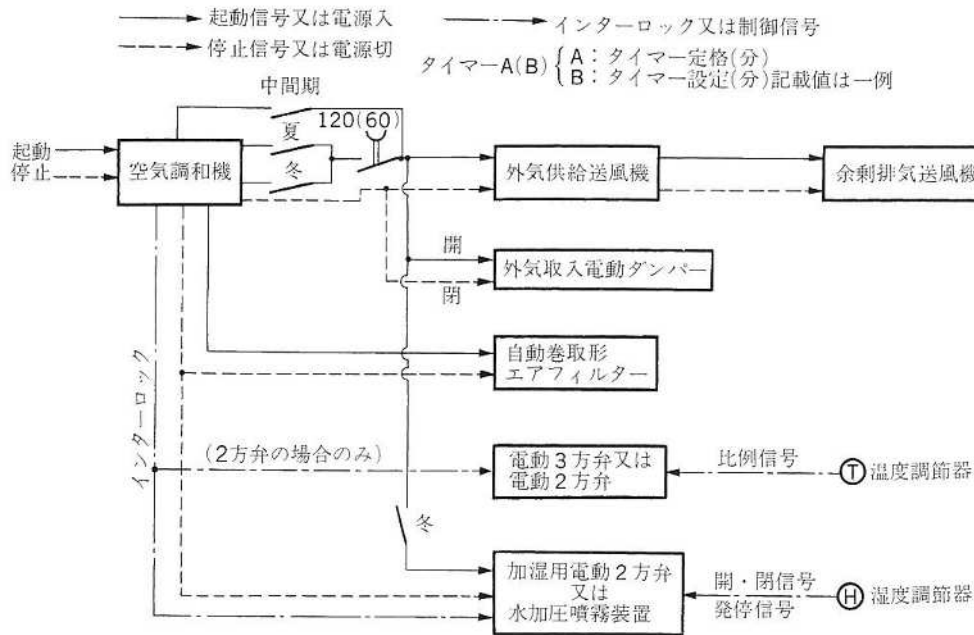 起動信号又は電源入
インターロック又は制御信号
停止信号又は電源切
タイマーA(B)
A：タイマー定格(分)
B：タイマー設定(分)記載値は一例
中間期
120(60)
夏
起動
停止
空気調和機
冬
外気供給送風機
余剰排気送風機
開
外気取入電動ダンパー
閉
自動巻取形
エアフィルター
インターロック
(2方弁の場合のみ)
電動3方弁又は
電動2方弁
比例信号
T
温度調節器
冬
加湿用電動2方弁
又は
水加圧噴霧装置
開・閉信号
発停信号
H
湿度調節器